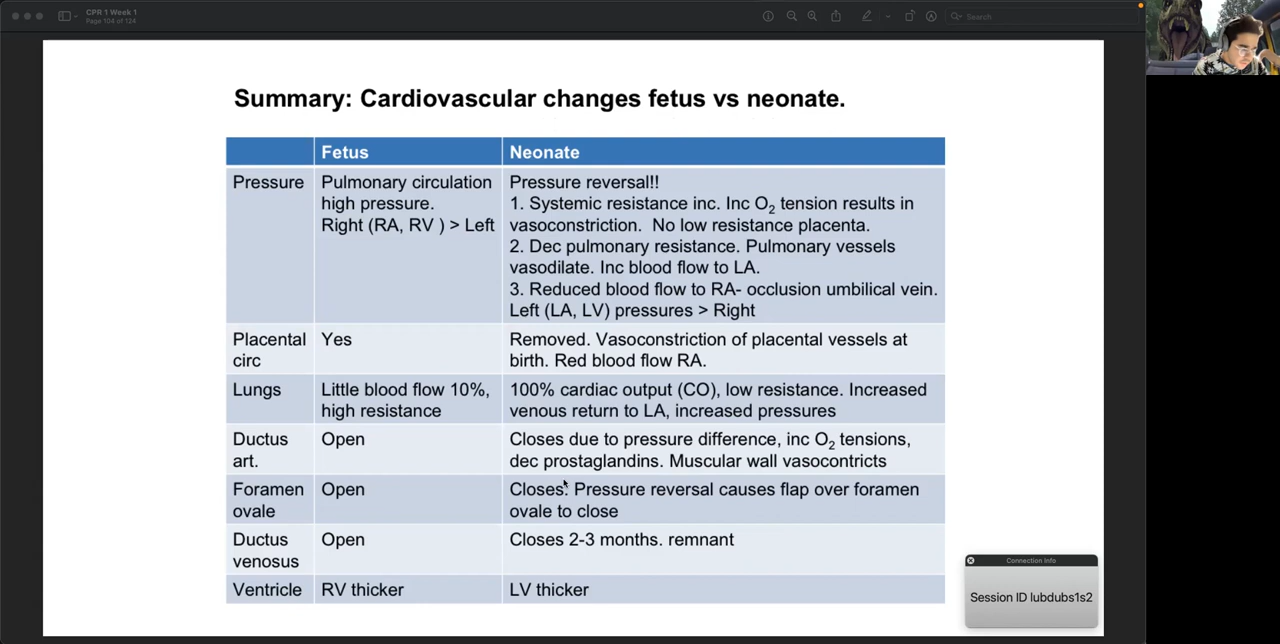 CPR 1 Week 1
Page 104 of 124
Search
Summary: Cardiovascular changes fetus vs neonate.
Fetus
Neonate
Pressure
Pulmonary circulation
high pressure.
Right (RA, RV ) > Left
Pressure reversal!!
1. Systemic resistance inc. Inc O2 tension results in
vasoconstriction. No low resistance placenta.
2. Dec pulmonary resistance. Pulmonary vessels
vasodilate. Inc blood flow to LA.
3. Reduced blood flow to RA- occlusion umbilical vein.
Left (LA, LV) pressures > Right
Placental
circ
Yes
Removed. Vasoconstriction of placental vessels at
birth. Red blood flow RA.
Lungs
Little blood flow 10%,
high resistance
100% cardiac output (CO), low resistance. Increased
venous return to LA, increased pressures
Ductus
art.
Open
Closes due to pressure difference, inc O2 tensions,
dec prostaglandins. Muscular wall vasocontricts
Foramen
ovale
Open
Closes. Pressure reversal causes flap over foramen
ovale to close
Ductus
venosus
Open
Closes 2-3 months. remnant
Ventricle
RV thicker
LV thicker
Connection Info
Session ID lubdubs1s2